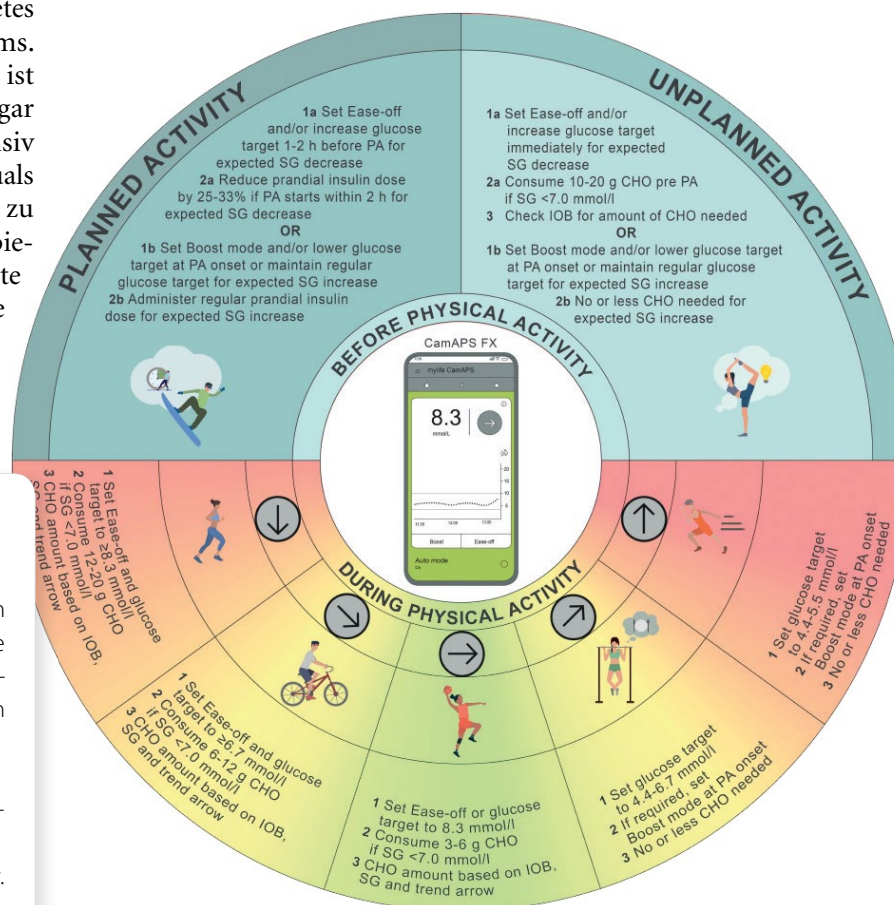 etes
ms.
ist
gar
siv
uals
zu
pie-
te
e
n
e
–
n
–
.
PLANNED ACTIVITY
1a Set Ease-off
and/or increase glucose
target 1-2 h before PA for
expected SG decrease
2a Reduce prandial insulin dose
by 25-33% if PA starts within 2 h for
expected SG decrease
OR
1b Set Boost mode and/or lower glucose
target at PA onset or maintain regular
glucose target for expected SG increase
2b Administer regular prandial insulin
dose for expected SG increase
UNPLANNED ACTIVITY
1a Set Ease-off and/or
increase glucose target
immediately for expected
SG decrease
2a Consume 10-20 g CHO pre PA
if SG <7.0 mmol/l
3 Check IOB for amount of CHO needed
OR
1b Set Boost mode and/or lower glucose target
at PA onset or maintain regular glucose
target for expected SG increase
2b No or less CHO needed for
expected SG increase
BEFORE PHYSICAL ACTIVITY
CamAPS FX
mylife CamAPS
8.3
mmol/L
20
15
10
5
Boost
Ease-off
Auto mode
On
DURING PHYSICAL ACTIVITY
1 Set Ease-off and glucose
target to ≥8.3 mmol/l
2 Consume 12-20 g CHO
if SG <7.0 mmol/l
3 CHO amount based on IOB,
SG and trend arrow
1 Set Ease-off and glucose
target to ≥6.7 mmol/l
2 Consume 6-12 g CHO
if SG <7.0 mmol/l
3 CHO amount based on IOB,
SG and trend arrow
1 Set Ease-off or glucose
target to 8.3 mmol/l
2 Consume 3-6 g CHO
if SG <7.0 mmol/l
3 CHO amount based on IOB,
SG and trend arrow
1 Set glucose target
to 4.4-6.7 mmol/l
2 If required, set
Boost mode at PA onset
3 No or less CHO needed
1 Set glucose target
to 4.4-5.5 mmol/l
2 If required, set
Boost mode at PA onset
3 No or less CHO needed